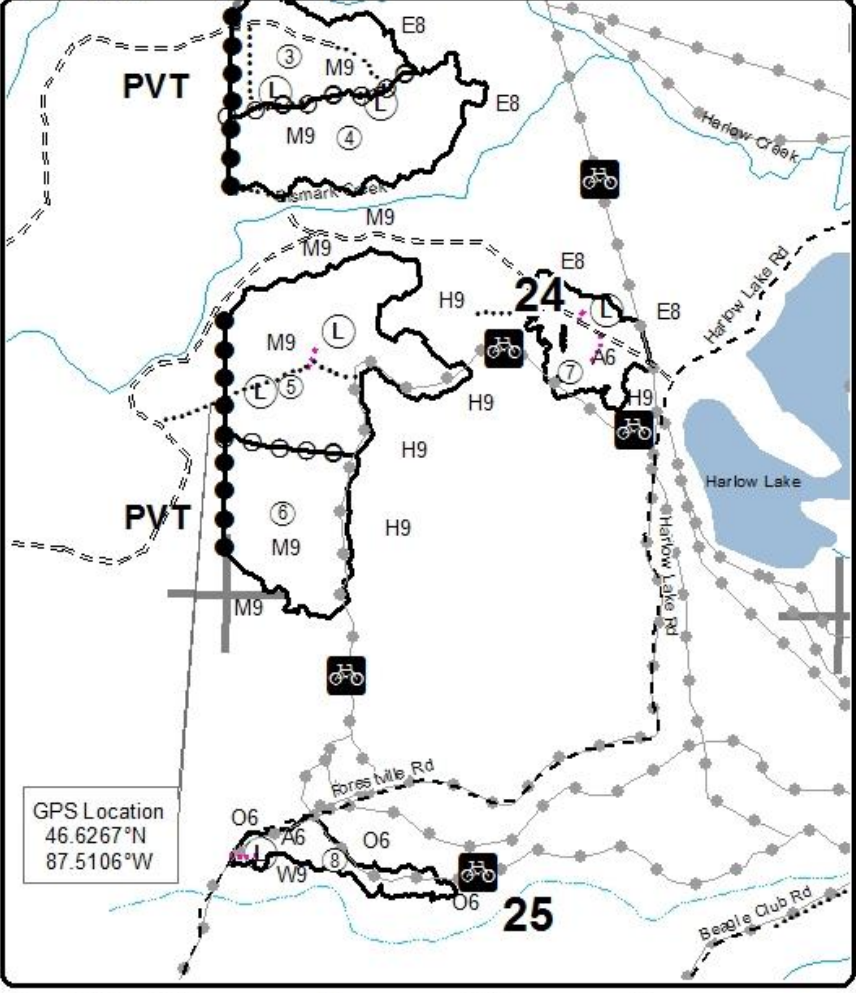 E8
3
M9
PVT
L
L
E8
M9
4
Harlow Creek
Bismark Creek
M9
M9
E8
Harlow Lake Rd
H9
24
L
E8
M9
L
A6
7
5
L
H9
H9
H9
Harlow Lake
PVT
6
H9
M9
Harlow Lake Rd
M9
Forestville Rd
GPS Location
46.6267°N
87.5106°W
O6
A6
O6
L
8
W9
O6
25
Beagle Club Rd